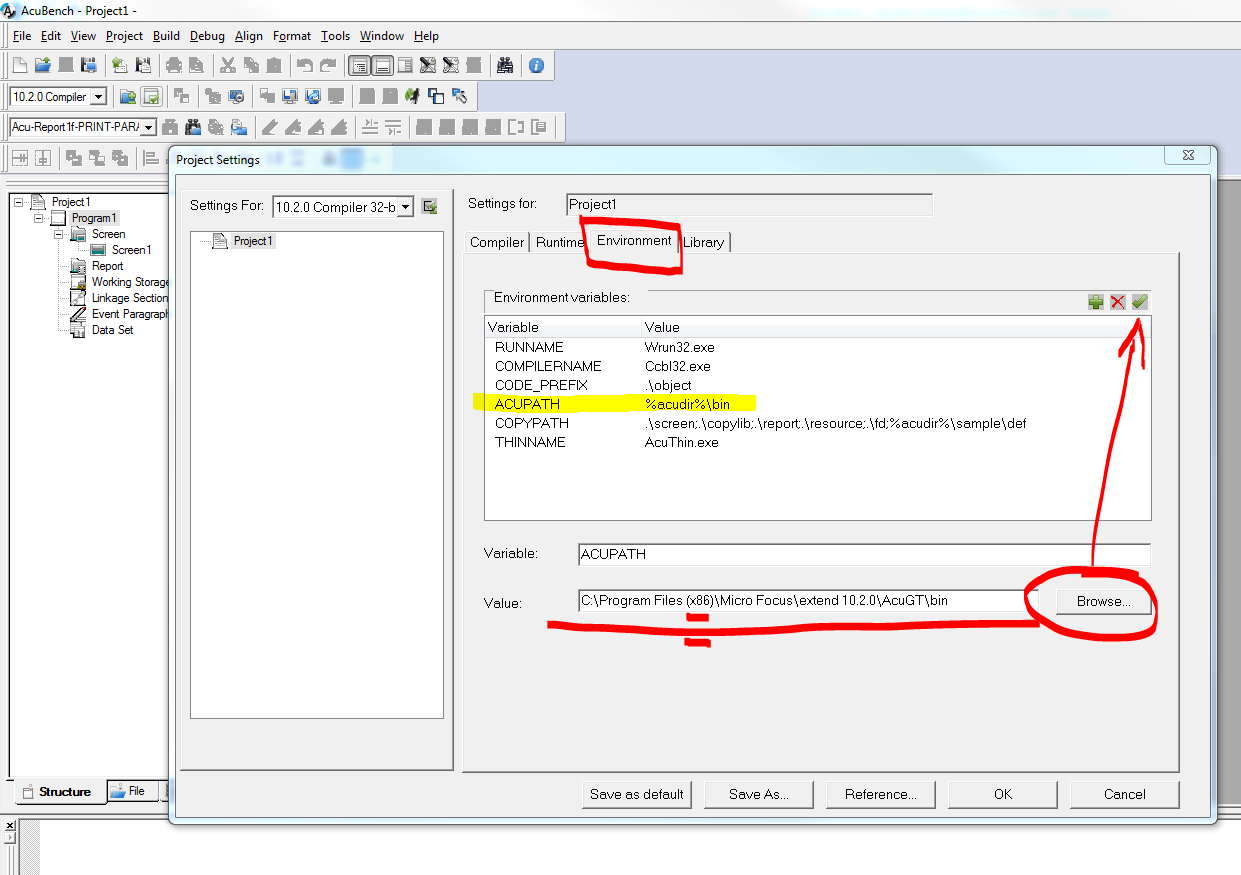 AcuBench - Project1 -
File Edit View Project Build Debug Align Format Tools Window Help
10.2.0 Compiler
Acu-Report1f-PRINT-PAR
Project Settings
Project1
Program1
Screen
Screen1
Report
Working Storage
Linkage Section
Event Paragraph
Data Set
Structure
File
Settings For: 10.2.0 Compiler 32-b
Project1
Settings for: Project1
Compiler Runtime Environment Library
Environment variables:
Variable Value
RUNNAME Wrun32.exe
COMPILERNAME Ccbl32.exe
CODE_PREFIX .\object
ACUPATH %acudir%\bin
COPYPATH .\screen;.\copylib;.\report;.\resource;.\fd;%acudir%\sample\def
THINNAME AcuThin.exe
Variable: ACUPATH
Value: C:\Program Files (x86)\Micro Focus\extend 10.2.0\AcuGT\bin Browse...
Save as default Save As... Reference... OK Cancel